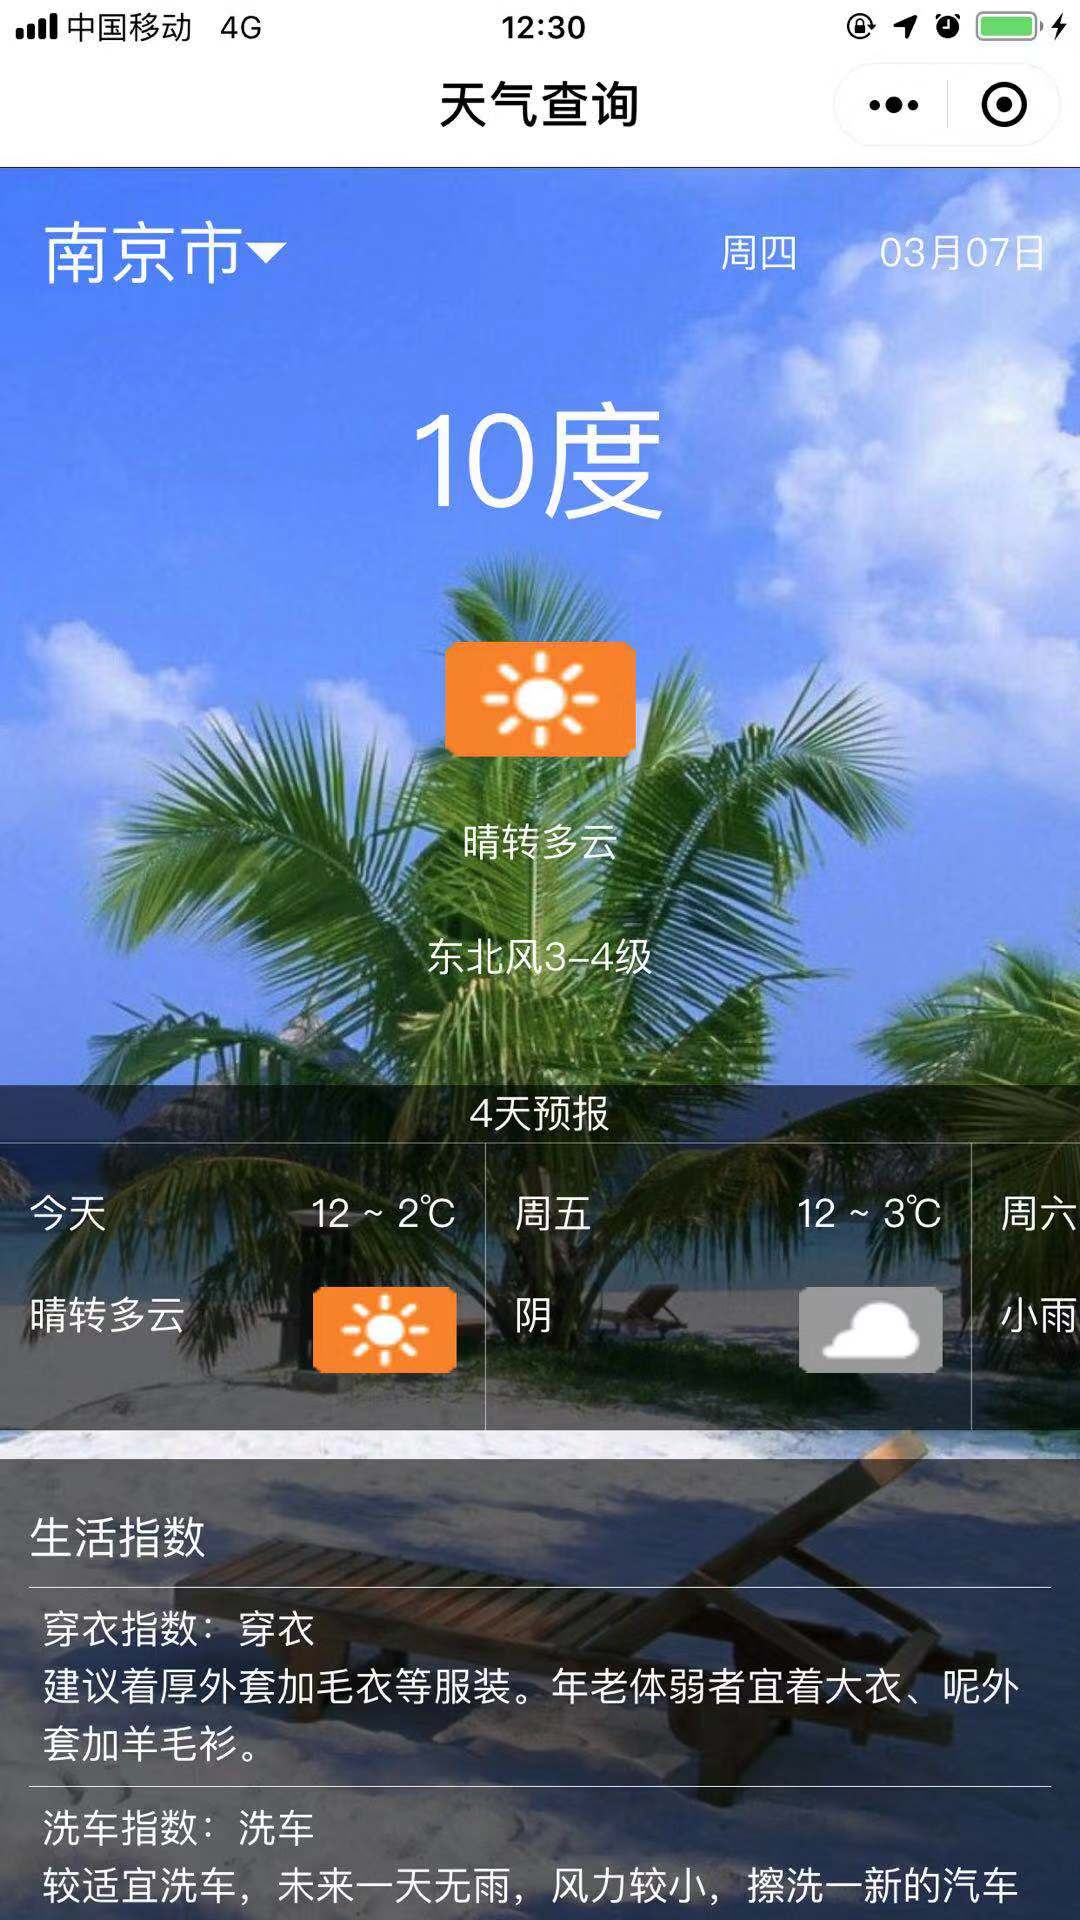 中国移动 4G 12:30
天气查询
南京市 周四 03月07日
10度
晴转多云
东北风3-4级
4天预报
今天 12 ~ 2℃ 周五 12 ~ 3℃ 周六
晴转多云 阴 小雨
生活指数
穿衣指数：穿衣
建议着厚外套加毛衣等服装。年老体弱者宜着大衣、呢外
套加羊毛衫。
洗车指数：洗车
较适宜洗车，未来一天无雨，风力较小，擦洗一新的汽车